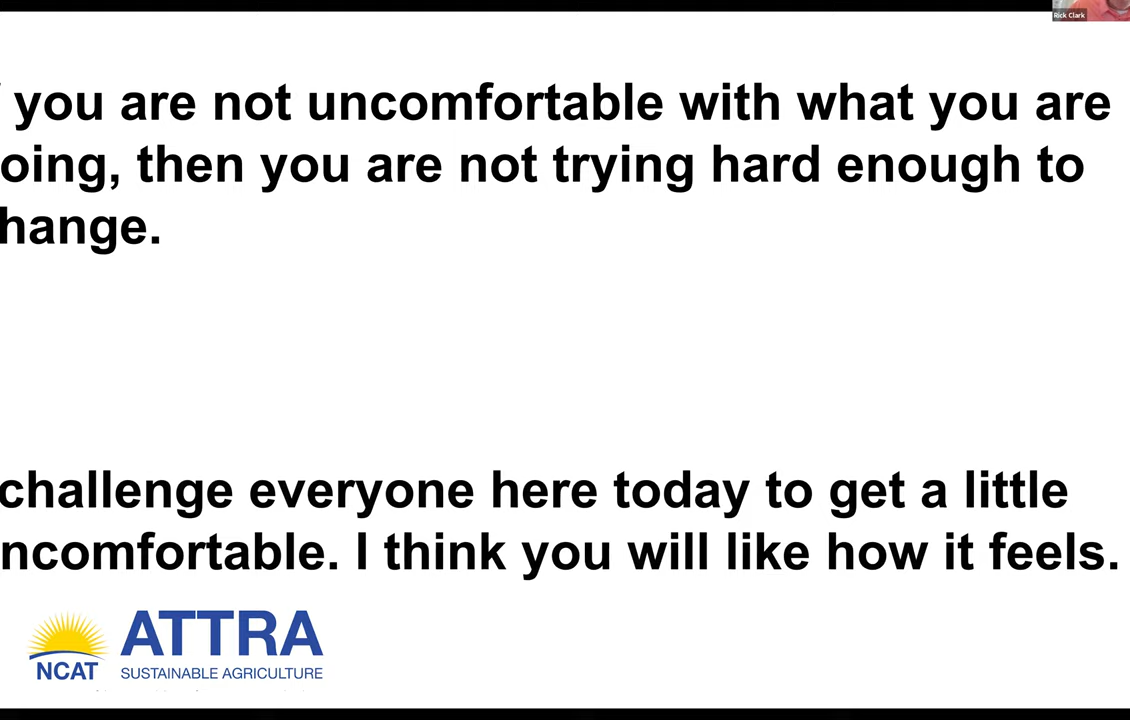 Rick Clark
you are not uncomfortable with what you are
oing, then you are not trying hard enough to
hange.
challenge everyone here today to get a little
ncomfortable. I think you will like how it feels.
ATTRA
NCAT
SUSTAINABLE AGRICULTURE